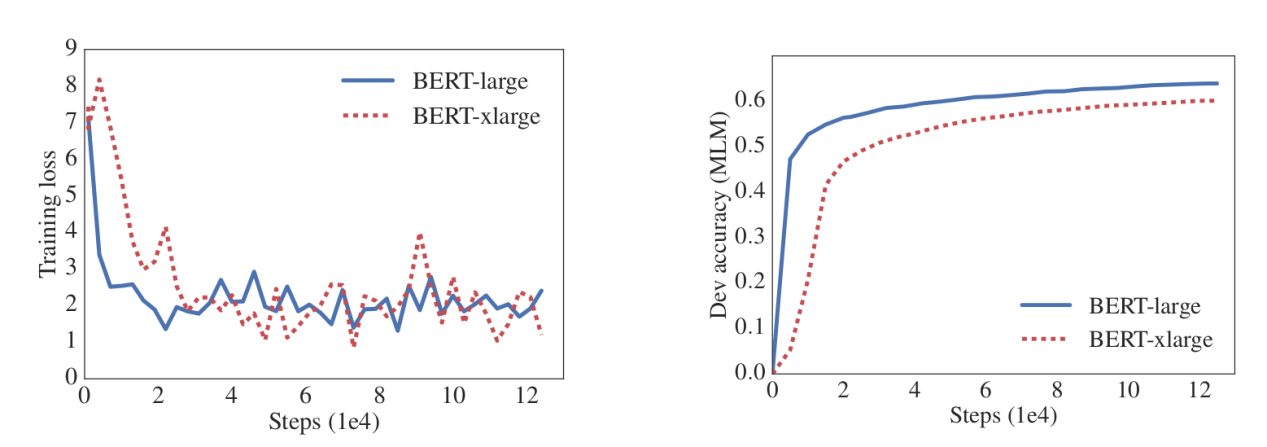 9
8
7
6
5
4
3
2
1
0
Training loss
BERT-large
BERT-xlarge
0 2 4 6 8 10 12
Steps (1e4)
0.6
0.5
0.4
0.3
0.2
0.1
0.0
Dev accuracy (MLM)
BERT-large
BERT-xlarge
0 2 4 6 8 10 12
Steps (1e4)